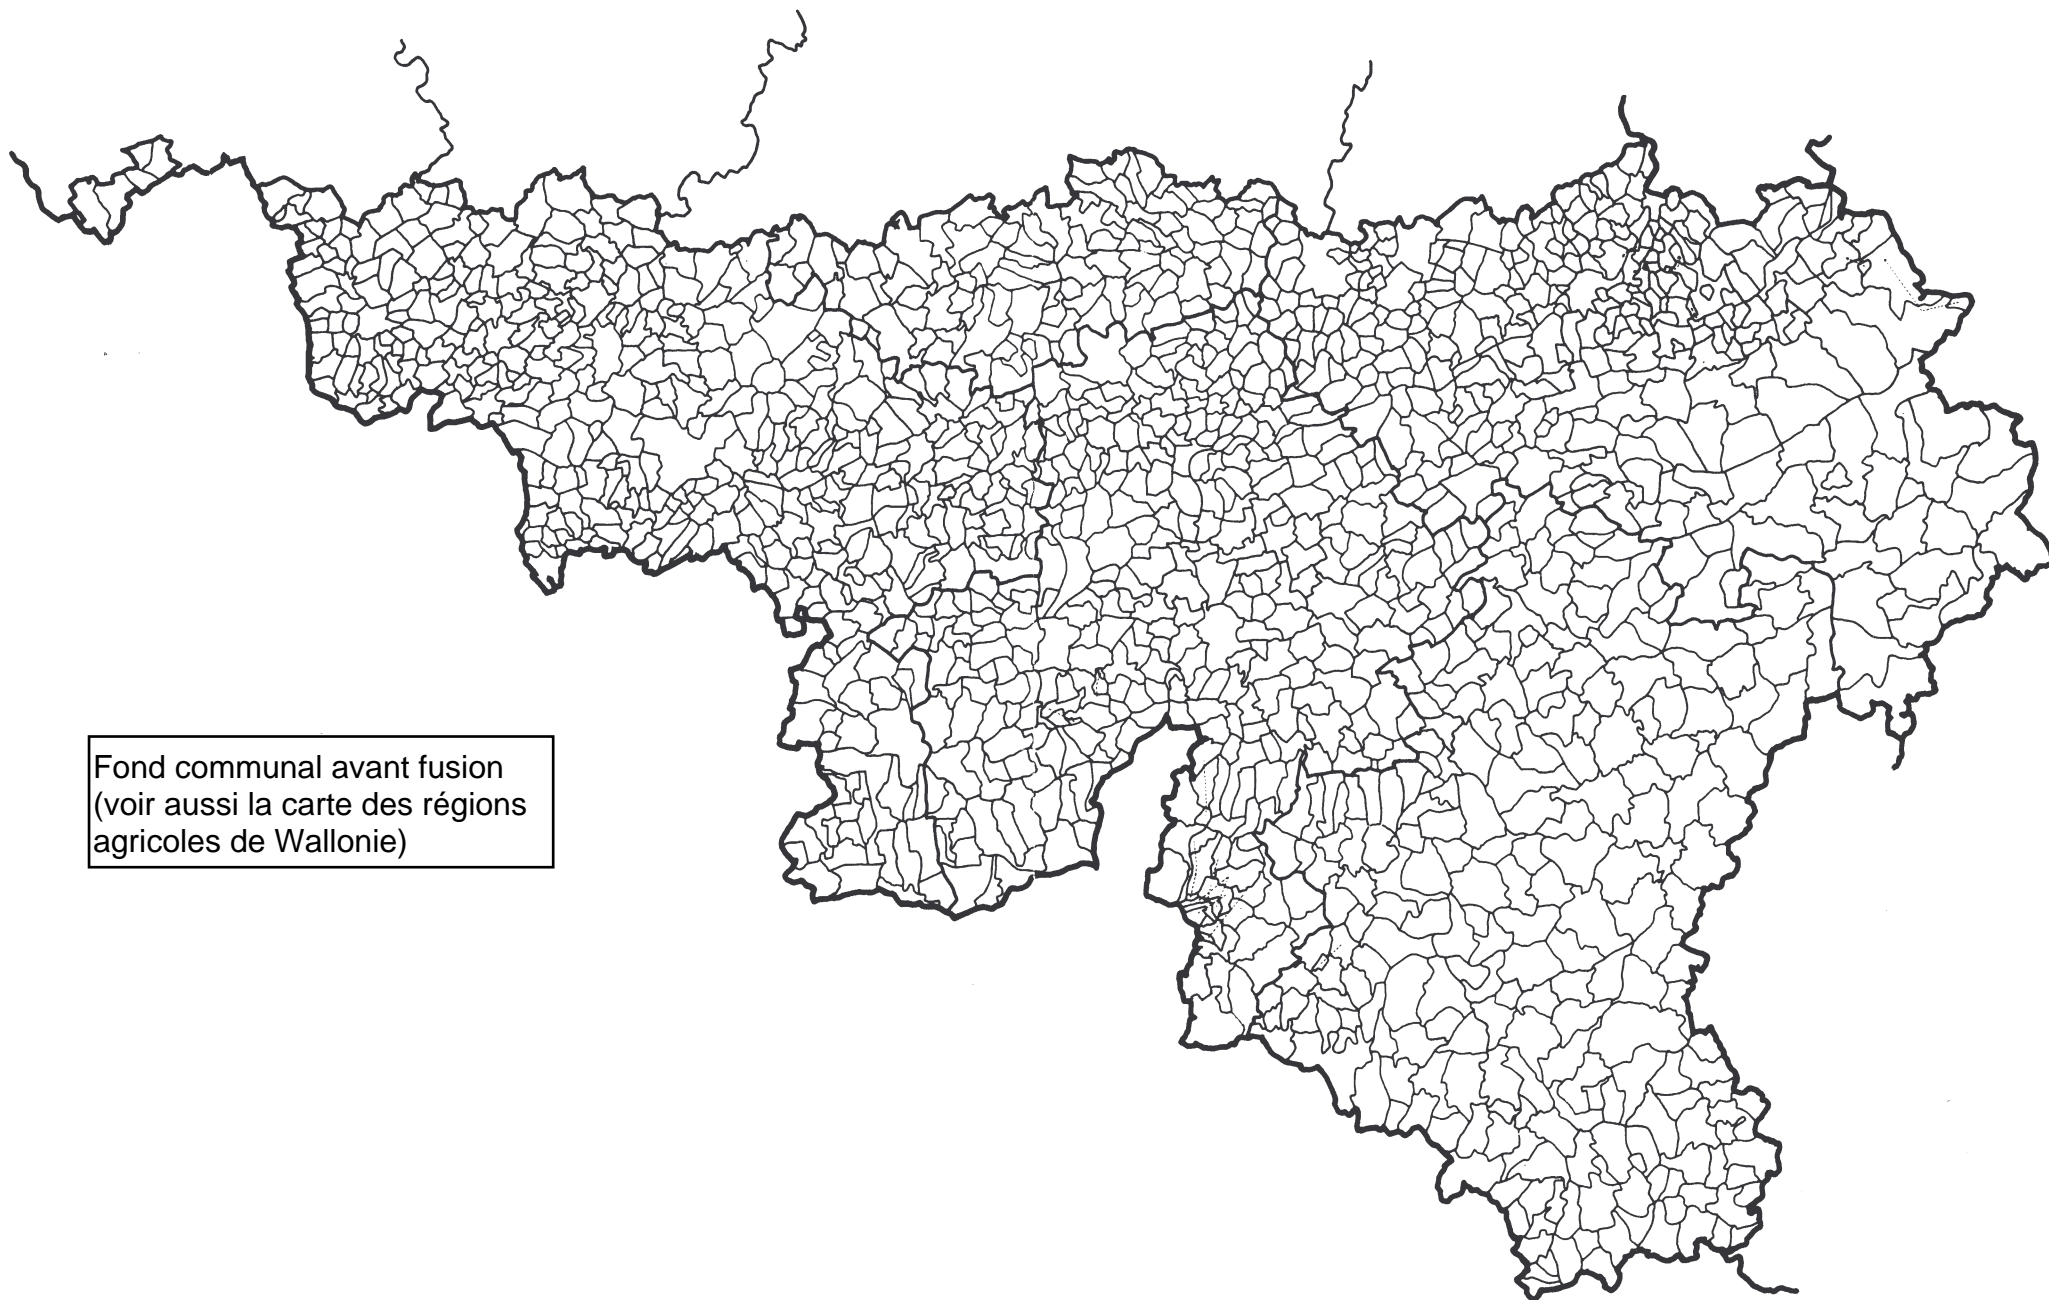 Fond communal avant fusion
(voir aussi la carte des régions
agricoles de Wallonie)